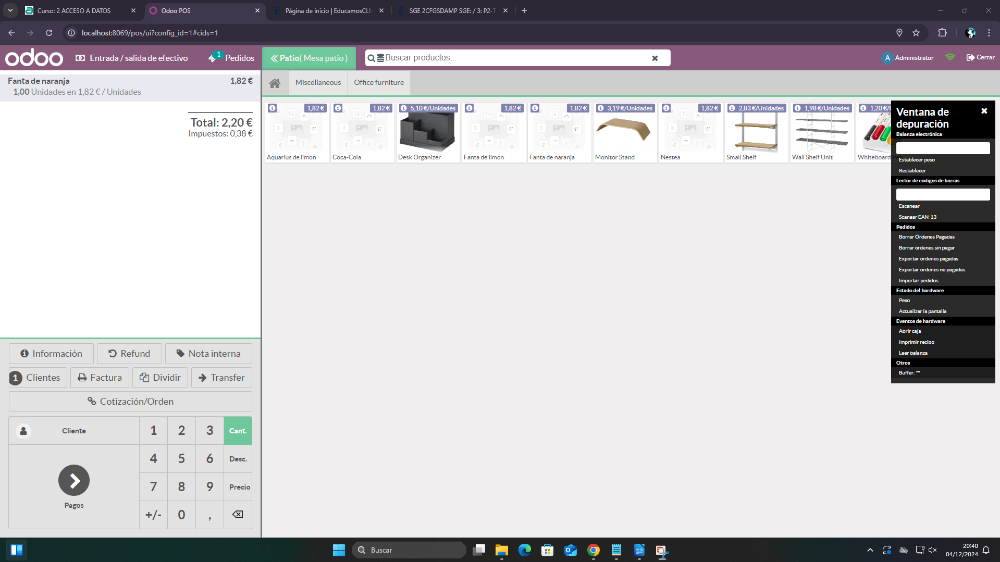 Curso: 2 ACCESO A DATOS
Odoo POS
Página de inicio | EducamosCLM
SGE 2CFGSDAMP SGE: / 3: P2-T
localhost:8069/pos/ui?config_id=1#cids=1
odoo
Entrada / salida de efectivo
1
Pedidos
Patio( Mesa patio )
Buscar productos...
A
Administrator
Cerrar
Fanta de naranja
1,82 €
1,00 Unidades en 1,82 € / Unidades
Total: 2,20 €
Impuestos: 0,38 €
Miscellaneous
Office furniture
1,82 €
Aquarius de limón
1,82 €
Coca-Cola
5,10 €/Unidades
Desk Organizer
1,82 €
Fanta de limón
1,82 €
Fanta de naranja
3,19 €/Unidades
Monitor Stand
1,82 €
Nestea
2,83 €/Unidades
Small Shelf
1,98 €/Unidades
Wall Shelf Unit
1,20 €/U
Whiteboard
Ventana de
depuración
Balanza electrónica
Establecer peso
Restablecer
Lector de códigos de barras
Escanear
Scanear EAN-13
Pedidos
Borrar Órdenes Pagadas
Borrar órdenes sin pagar
Exportar órdenes pagadas
Exportar órdenes no pagadas
Importar pedidos
Estado del hardware
Peso
Actualizar la pantalla
Eventos de hardware
Abrir caja
Imprimir recibo
Leer balanza
Otros
Buffer: ""
Información
Refund
Nota interna
1 Clientes
Factura
Dividir
Transfer
Cotización/Orden
Cliente
1
2
3
Cant.
4
5
6
Desc.
7
8
9
Precio
Pagos
+/-
0
,
Buscar
20:40
04/12/2024